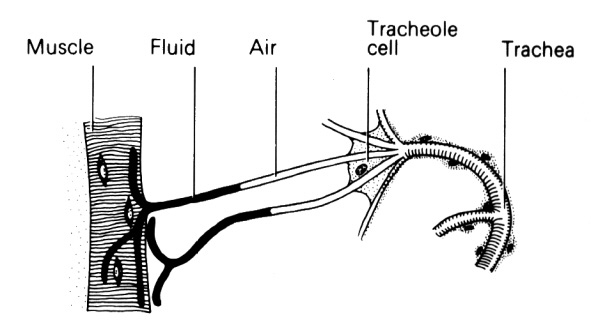 Muscle
Fluid
Air
Tracheole
cell
Trachea